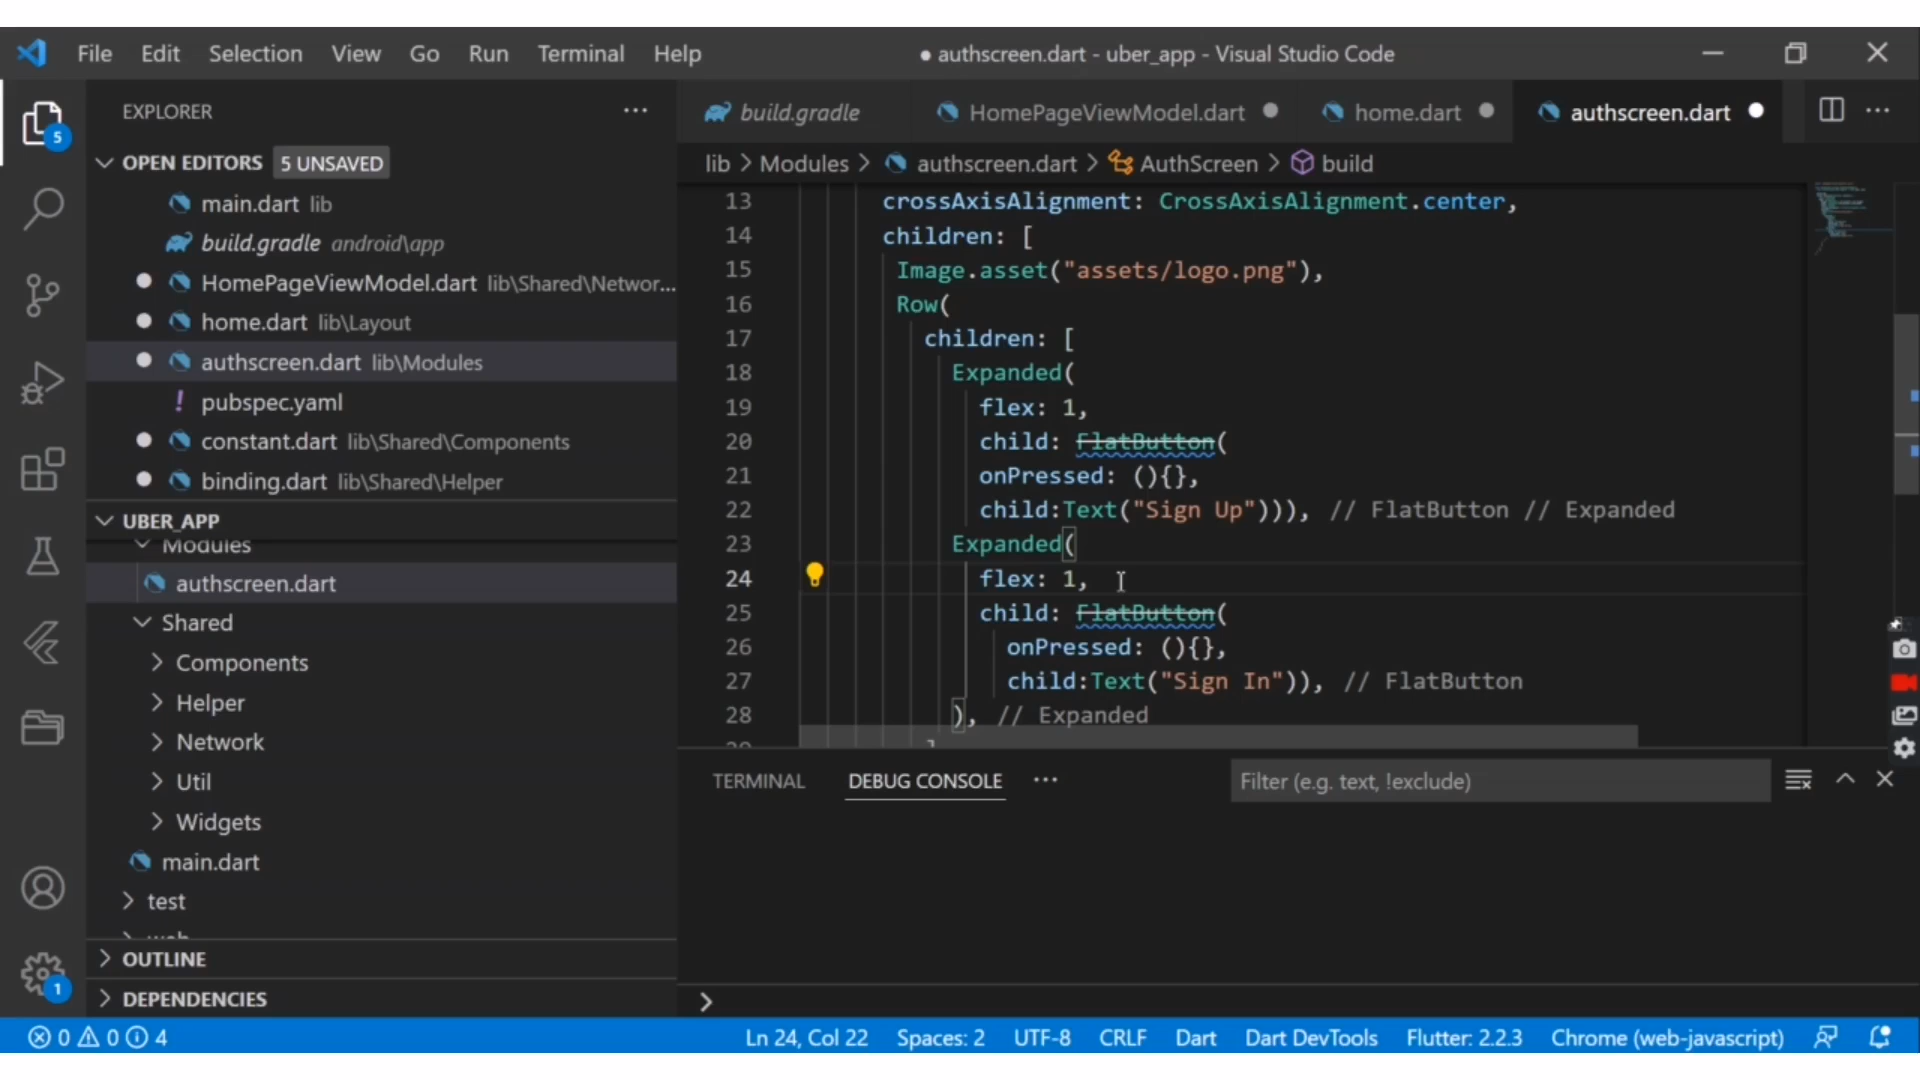 File Edit Selection View Go Run Terminal Help
● authscreen.dart - uber_app - Visual Studio Code
EXPLORER
5
OPEN EDITORS 5 UNSAVED
main.dart lib
build.gradle android\app
HomePageViewModel.dart lib\Shared\Networ...
home.dart lib\Layout
authscreen.dart lib\Modules
! pubspec.yaml
constant.dart lib\Shared\Components
binding.dart lib\Shared\Helper
UBER_APP
Modules
authscreen.dart
Shared
Components
Helper
Network
Util
Widgets
main.dart
test
web
OUTLINE
1
DEPENDENCIES
build.gradle HomePageViewModel.dart home.dart authscreen.dart
lib > Modules > authscreen.dart > AuthScreen > build
13 crossAxisAlignment: CrossAxisAlignment.center,
14 children: [
15 Image.asset("assets/logo.png"),
16 Row(
17 children: [
18 Expanded(
19 flex: 1,
20 child: FlatButton(
21 onPressed: (){},
22 child:Text("Sign Up"))), // FlatButton // Expanded
23 Expanded(
24 flex: 1,
25 child: FlatButton(
26 onPressed: (){},
27 child:Text("Sign In")), // FlatButton
28 ), // Expanded
TERMINAL DEBUG CONSOLE ... Filter (e.g. text, !exclude)
0 0 4 Ln 24, Col 22 Spaces: 2 UTF-8 CRLF Dart Dart DevTools Flutter: 2.2.3 Chrome (web-javascript)